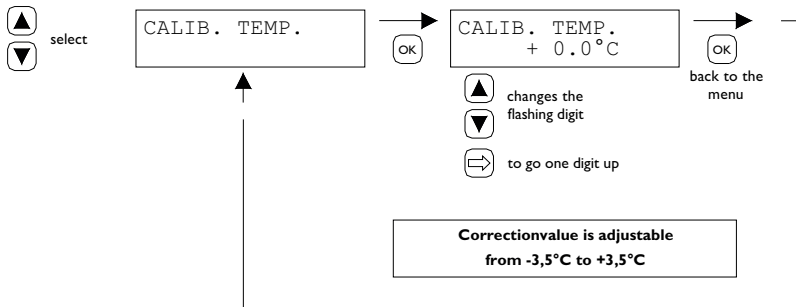 select
CALIB. TEMP.
OK
CALIB. TEMP.
+ 0.0°C
OK
back to the
menu
changes the
flashing digit
to go one digit up
Correctionvalue is adjustable
from -3,5°C to +3,5°C